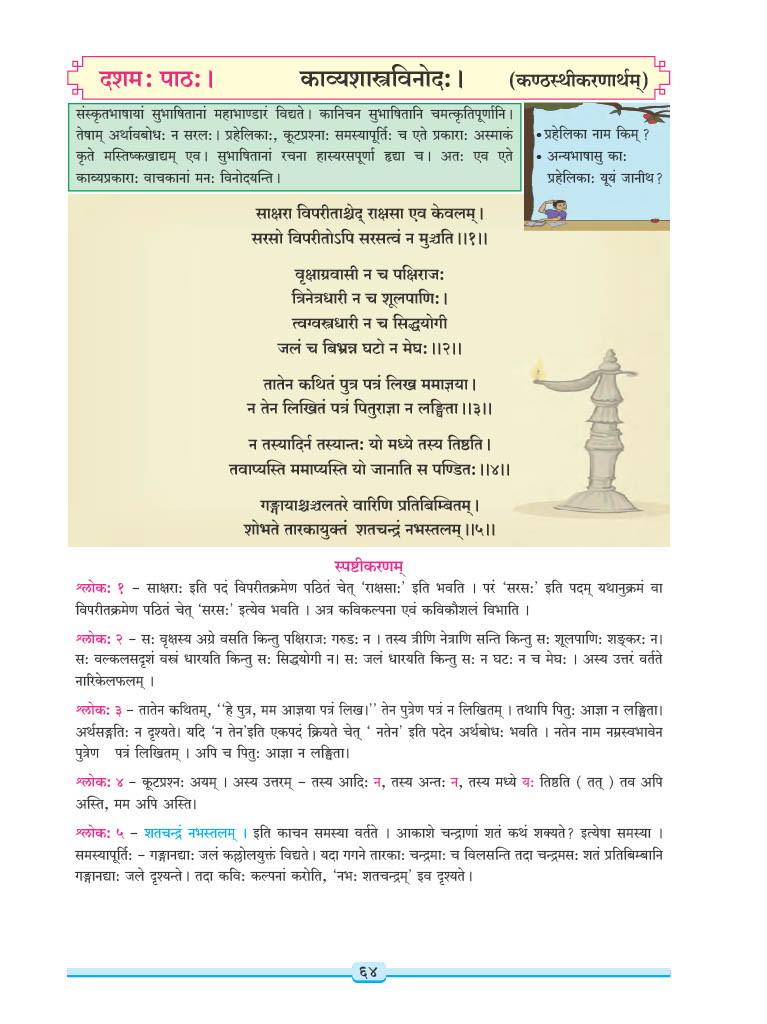 दशमः पाठः। काव्यशास्त्रविनोदः। (कण्ठस्थीकरणार्थम्)
संस्कृतभाषायां सुभाषितानां महाभाण्डारं विद्यते। कानिचन सुभाषितानि चमत्कृतिपूर्णानि।
तेषाम् अर्थावबोधः न सरलः। प्रहेलिकाः, कूटप्रश्नः समस्यापूर्तिः च एते प्रकाराः अस्माकं
कृते मस्तिष्कखाद्यम् एव। सुभाषितानां रचना हास्यरसपूर्णा हृद्या च। अतः एव एते
काव्यप्रकाराः वाचकानां मनः विनोदयन्ति।
• प्रहेलिका नाम किम् ?
• अन्यभाषासु काः
प्रहेलिकाः यूयं जानीथ?
साक्षरा विपरीताश्चेद् राक्षसा एव केवलम्।
सरसो विपरीतोऽपि सरसत्वं न मुञ्चति।।१।।
वृक्षाग्रवासी न च पक्षिराजः
त्रिनेत्रधारी न च शूलपाणिः।
त्वग्वस्त्रधारी न च सिद्धयोगी
जलं च बिभ्रन्न घटो न मेघः।।२।।
तातेन कथितं पुत्र पत्रं लिख ममाज्ञया।
न तेन लिखितं पत्रं पितुराज्ञा न लङ्घिता।।३।।
न तस्यादिर्न तस्यान्तः यो मध्ये तस्य तिष्ठति।
तवाप्यस्ति ममाप्यस्ति यो जानाति स पण्डितः।।४।।
गङ्गायाश्चञ्चलतरे वारिणि प्रतिबिम्बितम्।
शोभते तारकायुक्तं शतचन्द्रं नभस्तलम्।।५।।
स्पष्टीकरणम्
श्लोकः १ – साक्षराः इति पदं विपरीतक्रमेण पठितं चेत् ‘राक्षसाः’ इति भवति । परं ‘सरसः’ इति पदम् यथानुक्रमं वा
विपरीतक्रमेण पठितं चेत् ‘सरसः’ इत्येव भवति । अत्र कविकल्पना एवं कविकौशलं विभाति ।
श्लोकः २ – सः वृक्षस्य अग्रे वसति किन्तु पक्षिराजः गरुडः न । तस्य त्रीणि नेत्राणि सन्ति किन्तु सः शूलपाणिः शङ्करः न।
सः वल्कलसदृशं वस्त्रं धारयति किन्तु सः सिद्धयोगी न। सः जलं धारयति किन्तु सः न घटः न च मेघः । अस्य उत्तरं वर्तते
नारिकेलफलम् ।
श्लोकः ३ – तातेन कथितम्, ‘‘हे पुत्र, मम आज्ञया पत्रं लिख।’’ तेन पुत्रेण पत्रं न लिखितम् । तथापि पितुः आज्ञा न लङ्घिता।
अर्थसङ्गतिः न दृश्यते। यदि ‘न तेन’इति एकपदं क्रियते चेत् ‘ नतेन’ इति पदेन अर्थबोधः भवति । नतेन नाम नम्रस्वभावेन
पुत्रेण पत्रं लिखितम् । अपि च पितुः आज्ञा न लङ्घिता।
श्लोकः ४ – कूटप्रश्नः अयम् । अस्य उत्तरम् – तस्य आदिः न, तस्य अन्तः न, तस्य मध्ये यः तिष्ठति ( तत् ) तव अपि
अस्ति, मम अपि अस्ति।
श्लोकः ५ – शतचन्द्रं नभस्तलम् । इति काचन समस्या वर्तते । आकाशे चन्द्राणां शतं कथं शक्यते? इत्येषा समस्या ।
समस्यापूर्तिः – गङ्गानद्याः जलं कल्लोलयुक्तं विद्यते। यदा गगने तारकाः चन्द्रमाः च विलसन्ति तदा चन्द्रमसः शतं प्रतिबिम्बानि
गङ्गानद्याः जले दृश्यन्ते। तदा कविः कल्पनां करोति, ‘नभः शतचन्द्रम्’ इव दृश्यते।
६४